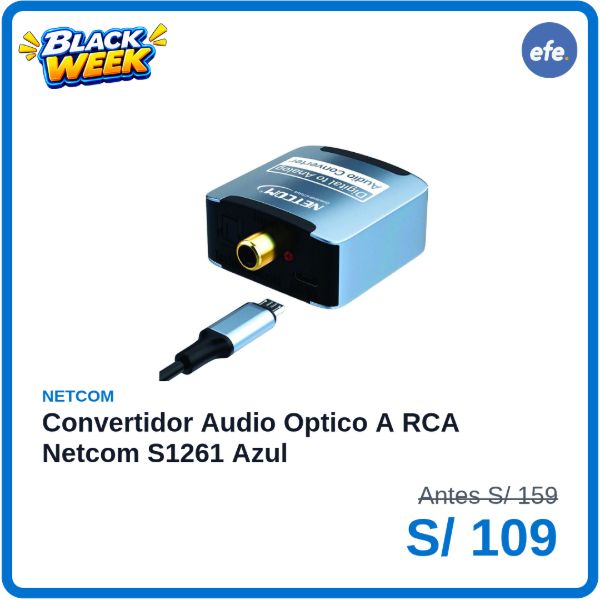 BLACK
WEEK
efe.
Digital to Analog
Audio Converter
NETCOM
NETCOM
Convertidor Audio Optico A RCA
Netcom S1261 Azul
Antes S/ 159
S/ 109